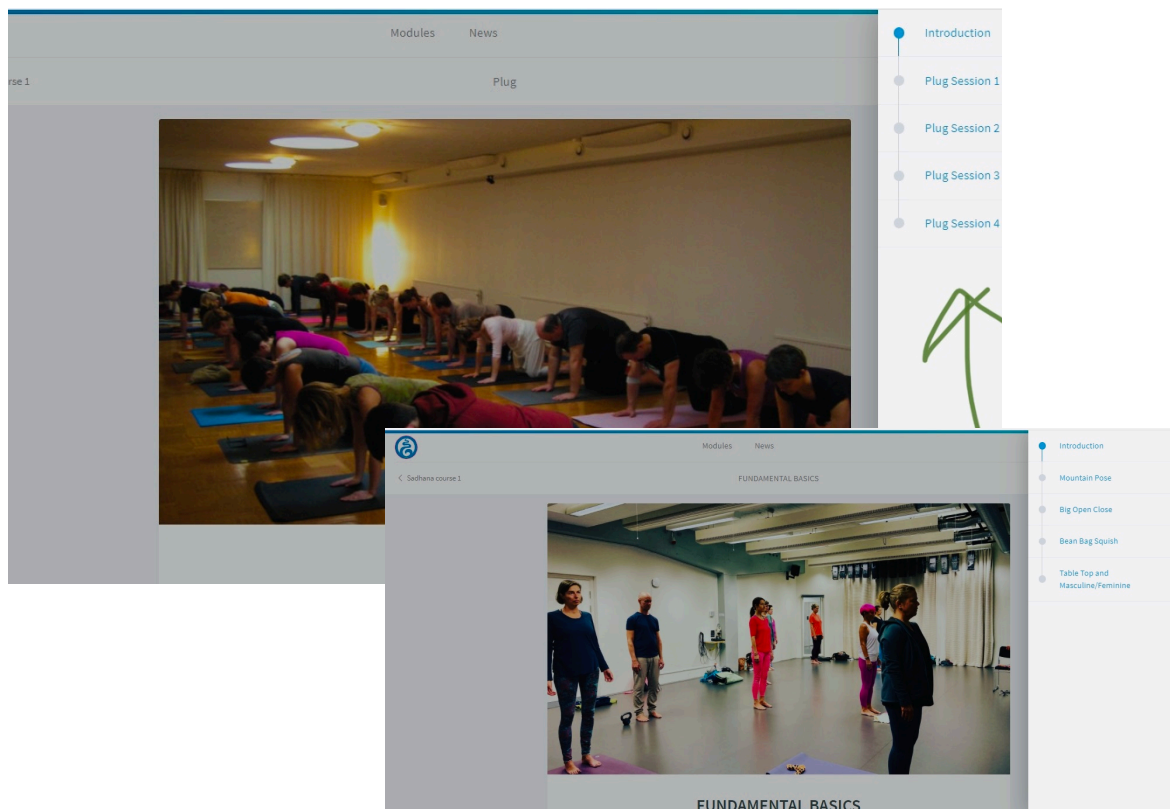 Modules News
Introduction
rse 1
Plug
Plug Session 1
Plug Session 2
Plug Session 3
Plug Session 4
Modules News
Introduction
Sadhana course 1
FUNDAMENTAL BASICS
Mountain Pose
Big Open Close
Bean Bag Squish
Table Top and
Masculine/Feminine
FUNDAMENTAL BASICS